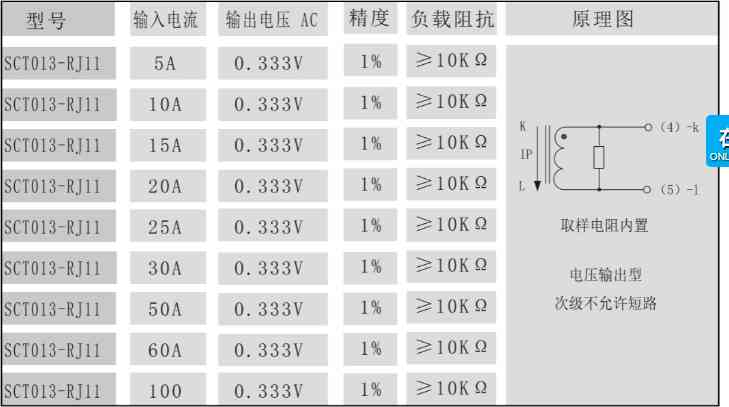 型号 输入电流 输出电压 AC 精度 负载阻抗 原理图
SCT013-RJ11 5A 0.333V 1% ≥10KΩ
SCT013-RJ11 10A 0.333V 1% ≥10KΩ
SCT013-RJ11 15A 0.333V 1% ≥10KΩ
SCT013-RJ11 20A 0.333V 1% ≥10KΩ
SCT013-RJ11 25A 0.333V 1% ≥10KΩ
SCT013-RJ11 30A 0.333V 1% ≥10KΩ
SCT013-RJ11 50A 0.333V 1% ≥10KΩ
SCT013-RJ11 60A 0.333V 1% ≥10KΩ
SCT013-RJ11 100 0.333V 1% ≥10KΩ
K (4)-k
IP
L (5)-l
取样电阻内置
电压输出型
次级不允许短路